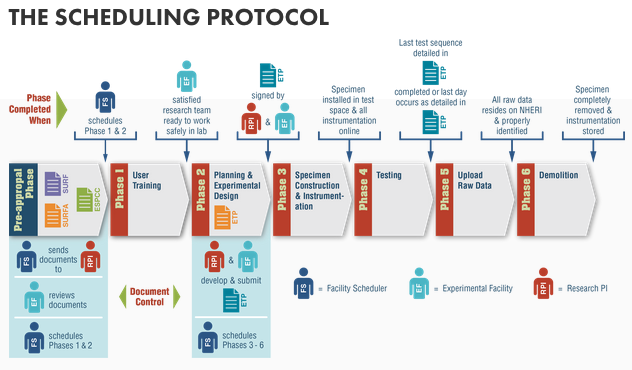 THE SCHEDULING PROTOCOL
Phase
Completed
When
FS
schedules
Phase 1 & 2
EF
satisfied
research team
ready to work
safely in lab
ETP
signed by
RPI & EF
Specimen
installed in test
space & all
instrumentation
online
Last test sequence
detailed in
ETP
completed or last day
occurs as detailed in
ETP
All raw data
resides on NHERI
& properly
identified
Specimen
completely
removed &
instrumentation
stored
Pre-appropal
Phase
SURF
SURFA
ESPCC
Phase 1
User
Training
Phase 2
Planning &
Experimental
Design
ETP
Phase 3
Specimen
Construction
& Instrument-
ation
Phase 4
Testing
Phase 5
Upload
Raw Data
Phase 6
Demolition
FS
sends
documents
to
RPI
EF
reviews
documents
FS
schedules
Phases 1 & 2
Document
Control
RPI & EF
develop & submit
ETP
FS
schedules
Phases 3 - 6
FS = Facility Scheduler
EF = Experimental Facility
RPI = Research PI